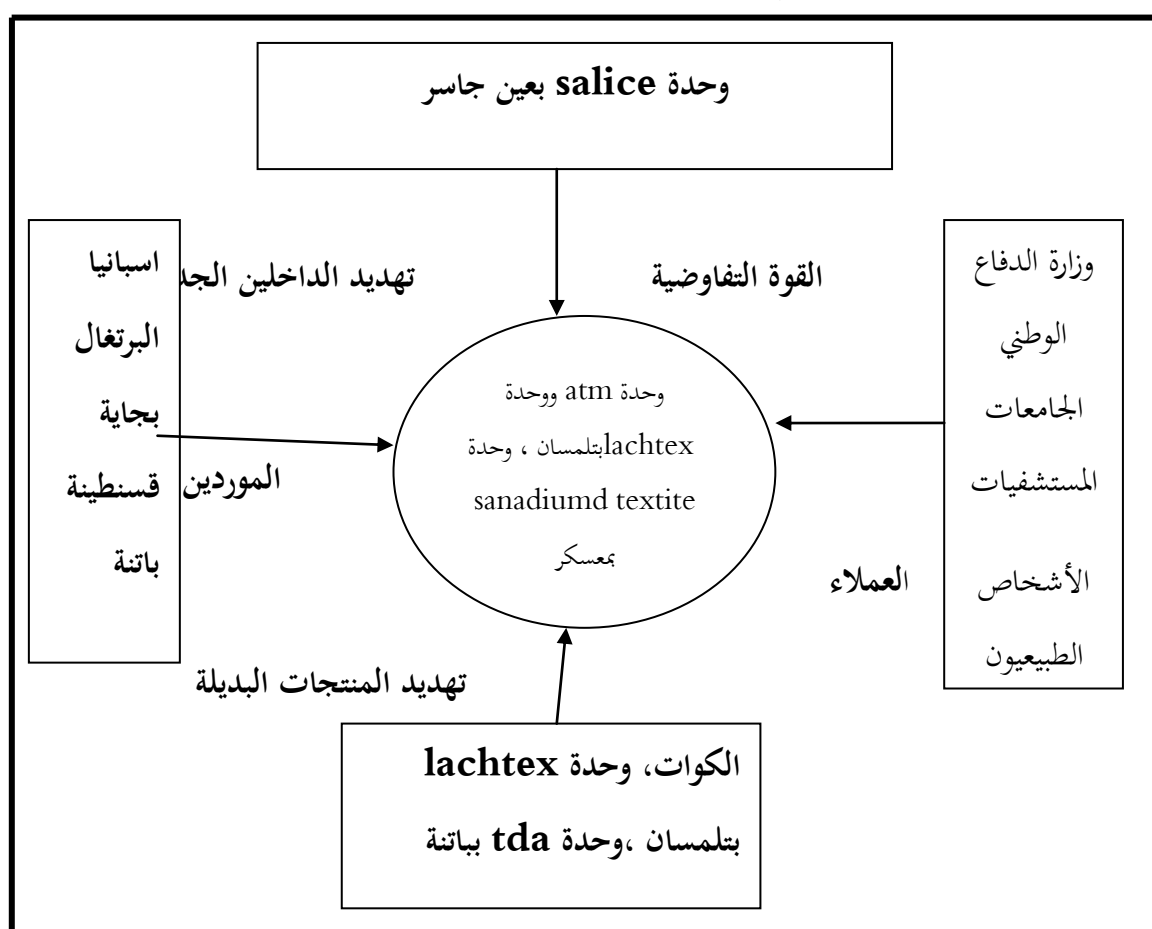 وحدة salice بعين جاسر
القوة التفاوضية
تهديد الداخلين الجد
وزارة الدفاع
الوطني
الجامعات
المستشفيات
الأشخاص
الطبيعيون
العملاء
وحدة atm ووحدة
lachtexبتلمسان ، وحدة
sanadiumd textite
بمعسكر
اسبانيا
البرتغال
بجاية
قسنطينة
باتنة
الموردين
تهديد المنتجات البديلة
الكوات، وحدة lachtex
بتلمسان ،وحدة tda بباتنة